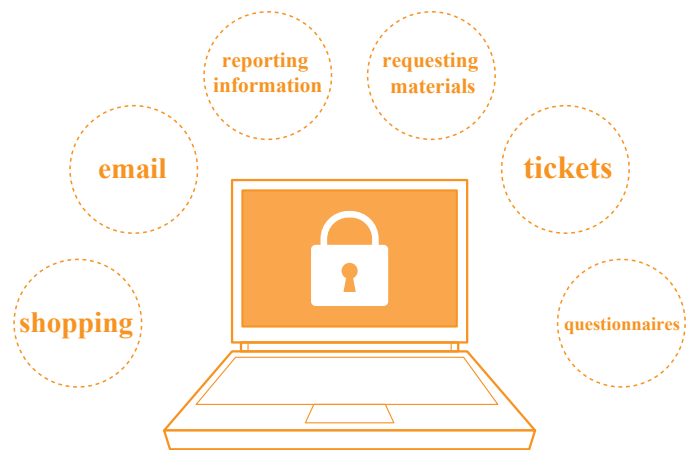 reporting
information
requesting
materials
email
tickets
shopping
questionnaires